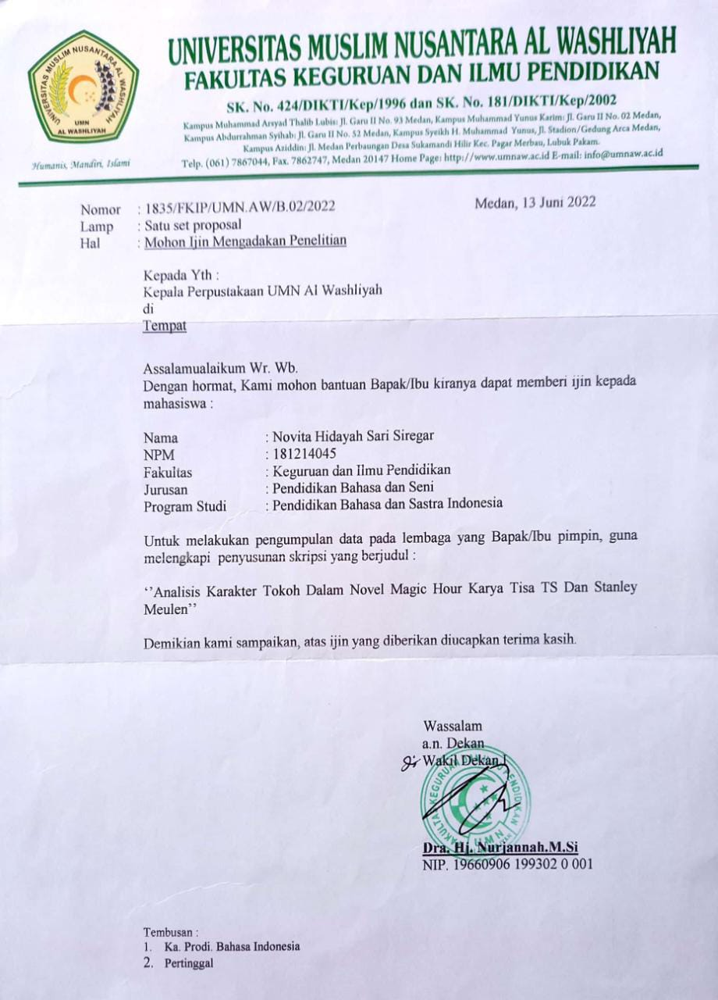 UNIVERSITAS MUSLIM NUSANTARA AL WASHLIYAH
UMN
AL WASHLIYAH
Humanis, Mandiri, Islami
UNIVERSITAS MUSLIM NUSANTARA AL WASHLIYAH
FAKULTAS KEGURUAN DAN ILMU PENDIDIKAN
SK. No. 424/DIKTI/Kep/1996 dan SK. No. 181/DIKTI/Kep/2002
Kampus Muhammad Arsyad Thalib Lubis: Jl. Garu II No. 93 Medan, Kampus Muhammad Yunus Karim: Jl. Garu II No. 02 Medan,
Kampus Abdurrahman Syihab: Jl. Garu II No. 52 Medan, Kampus Syeikh H. Muhammad Yunus, Jl. Stadion/Gedung Arca Medan,
Kampus Aziddin: Jl. Medan Perbaungan Desa Sukamandi Hilir Kec. Pagar Merbau, Lubuk Pakam.
Telp. (061) 7867044, Fax. 7862747, Medan 20147 Home Page: http://www.umnaw.ac.id E-mail: info@umnaw.ac.id
Nomor : 1835/FKIP/UMN.AW/B.02/2022 Medan, 13 Juni 2022
Lamp : Satu set proposal
Hal : Mohon Ijin Mengadakan Penelitian
Kepada Yth :
Kepala Perpustakaan UMN Al Washliyah
di
Tempat
Assalamualaikum Wr. Wb.
Dengan hormat, Kami mohon bantuan Bapak/Ibu kiranya dapat memberi ijin kepada
mahasiswa :
Nama : Novita Hidayah Sari Siregar
NPM : 181214045
Fakultas : Keguruan dan Ilmu Pendidikan
Jurusan : Pendidikan Bahasa dan Seni
Program Studi : Pendidikan Bahasa dan Sastra Indonesia
Untuk melakukan pengumpulan data pada lembaga yang Bapak/Ibu pimpin, guna
melengkapi penyusunan skripsi yang berjudul :
‘’Analisis Karakter Tokoh Dalam Novel Magic Hour Karya Tisa TS Dan Stanley
Meulen’’
Demikian kami sampaikan, atas ijin yang diberikan diucapkan terima kasih.
Wassalam
a.n. Dekan
Wakil Dekan I
Dra. Hj. Nurjannah.M.Si
NIP. 19660906 199302 0 001
Tembusan :
1. Ka. Prodi. Bahasa Indonesia
2. Pertinggal